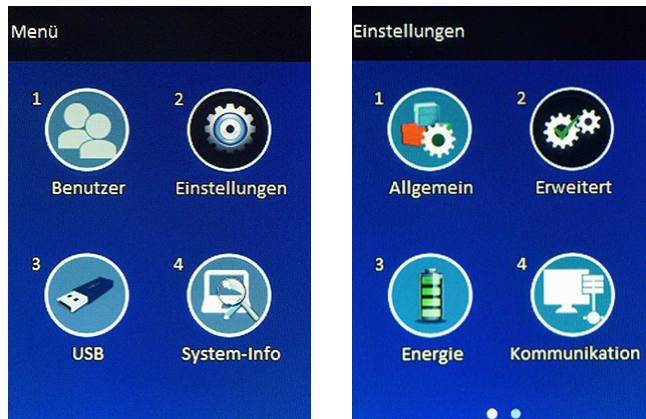 Menü
1
2
Benutzer
Einstellungen
3
4
USB
System-Info
Einstellungen
1
2
Allgemein
Erweitert
3
4
Energie
Kommunikation